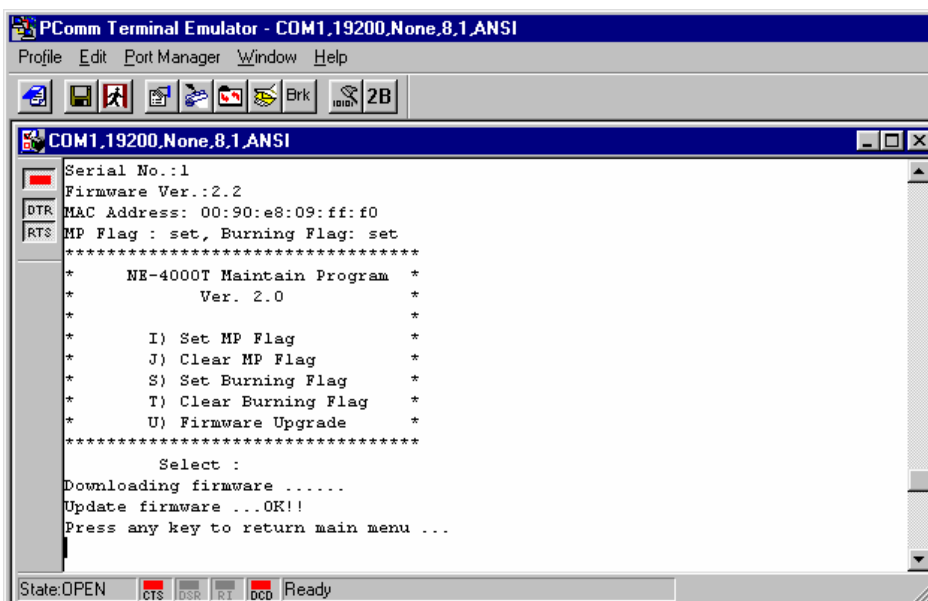 PComm Terminal Emulator - COM1,19200,None,8,1,ANSI
Profile Edit Port Manager Window Help
Brk 2B
COM1,19200,None,8,1,ANSI
Serial No.:1
Firmware Ver.:2.2
DTR MAC Address: 00:90:e8:09:ff:f0
RTS MP Flag : set, Burning Flag: set
**********************************
* NE-4000T Maintain Program *
* Ver. 2.0 *
* *
* I) Set MP Flag *
* J) Clear MP Flag *
* S) Set Burning Flag *
* T) Clear Burning Flag *
* U) Firmware Upgrade *
**********************************
Select :
Downloading firmware ......
Update firmware ...OK!!
Press any key to return main menu ...
State:OPEN CTS DSR RI DCD Ready